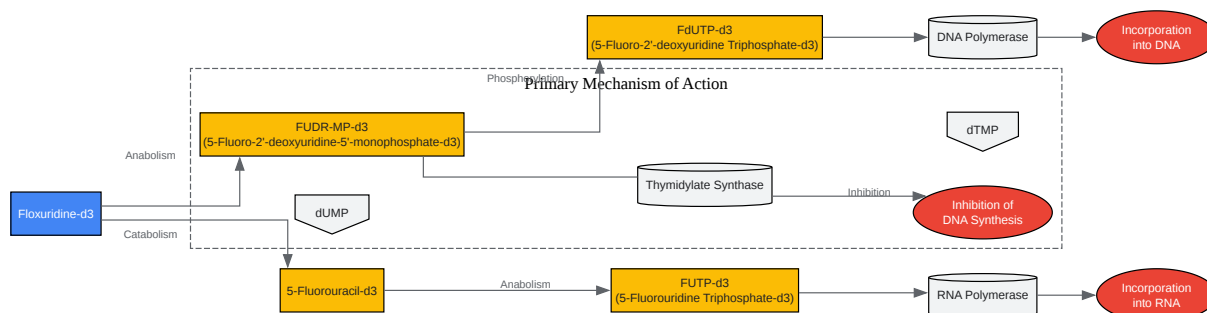 FdUTP-d3
(5-Fluoro-2'-deoxyuridine Triphosphate-d3)
DNA Polymerase
Incorporation
into DNA
Phosphorylation
Primary Mechanism of Action
FUDR-MP-d3
(5-Fluoro-2'-deoxyuridine-5'-monophosphate-d3)
dTMP
Anabolism
Thymidylate Synthase
Inhibition
Floxuridine-d3
dUMP
Inhibition of
DNA Synthesis
Catabolism
5-Fluorouracil-d3
Anabolism
FUTP-d3
(5-Fluorouridine Triphosphate-d3)
RNA Polymerase
Incorporation
into RNA